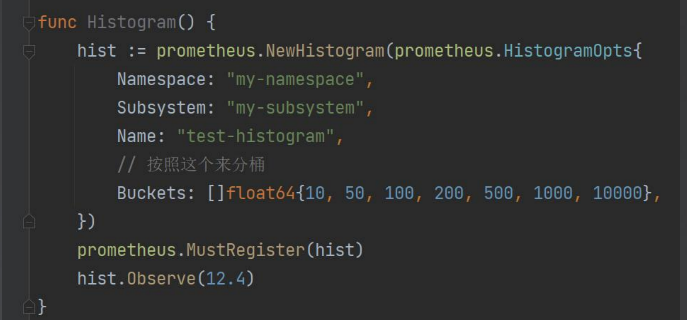 func Histogram() {
    hist := prometheus.NewHistogram(prometheus.HistogramOpts{
        Namespace: "my-namespace",
        Subsystem: "my-subsystem",
        Name: "test-histogram",
        // 按照这个来分桶
        Buckets: []float64{10, 50, 100, 200, 500, 1000, 10000},
    })
    prometheus.MustRegister(hist)
    hist.Observe(12.4)
}